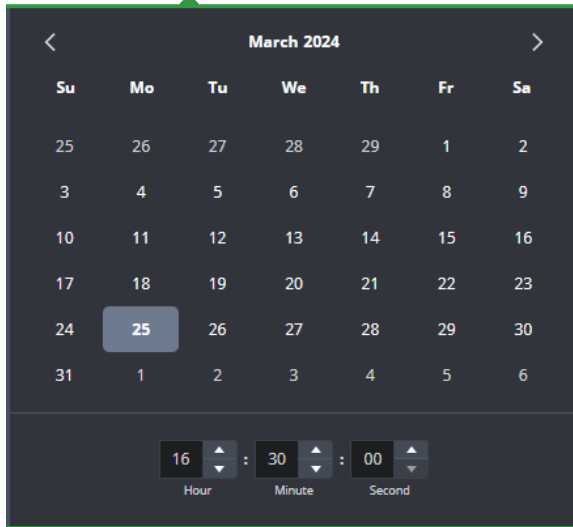 March 2024
Su Mo Tu We Th Fr Sa
25 26 27 28 29 1 2
3 4 5 6 7 8 9
10 11 12 13 14 15 16
17 18 19 20 21 22 23
24 25 26 27 28 29 30
31 1 2 3 4 5 6
16 : 30 : 00
Hour Minute Second